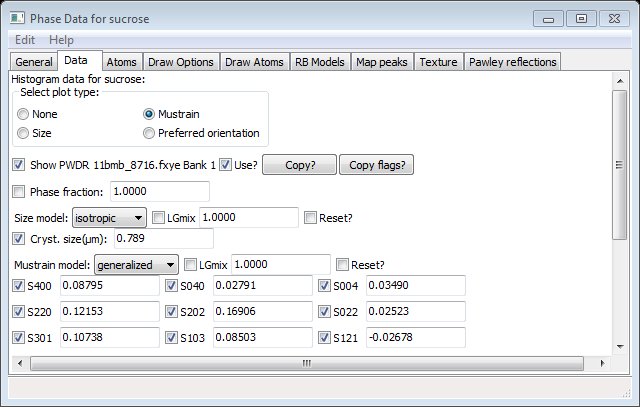 Phase Data for sucrose
Edit Help
General Data Atoms Draw Options Draw Atoms RB Models Map peaks Texture Pawley reflections
Histogram data for sucrose:
Select plot type:
None Mustrain
Size Preferred orientation
Show PWDR 11bmb_8716.fxye Bank 1 Use? Copy? Copy flags?
Phase fraction: 1.0000
Size model: isotropic LGmix 1.0000 Reset?
Cryst. size(μm): 0.789
Mustrain model: generalized LGmix 1.0000 Reset?
S400 0.08795 S040 0.02791 S004 0.03490
S220 0.12153 S202 0.16906 S022 0.02523
S301 0.10738 S103 0.08503 S121 -0.02678